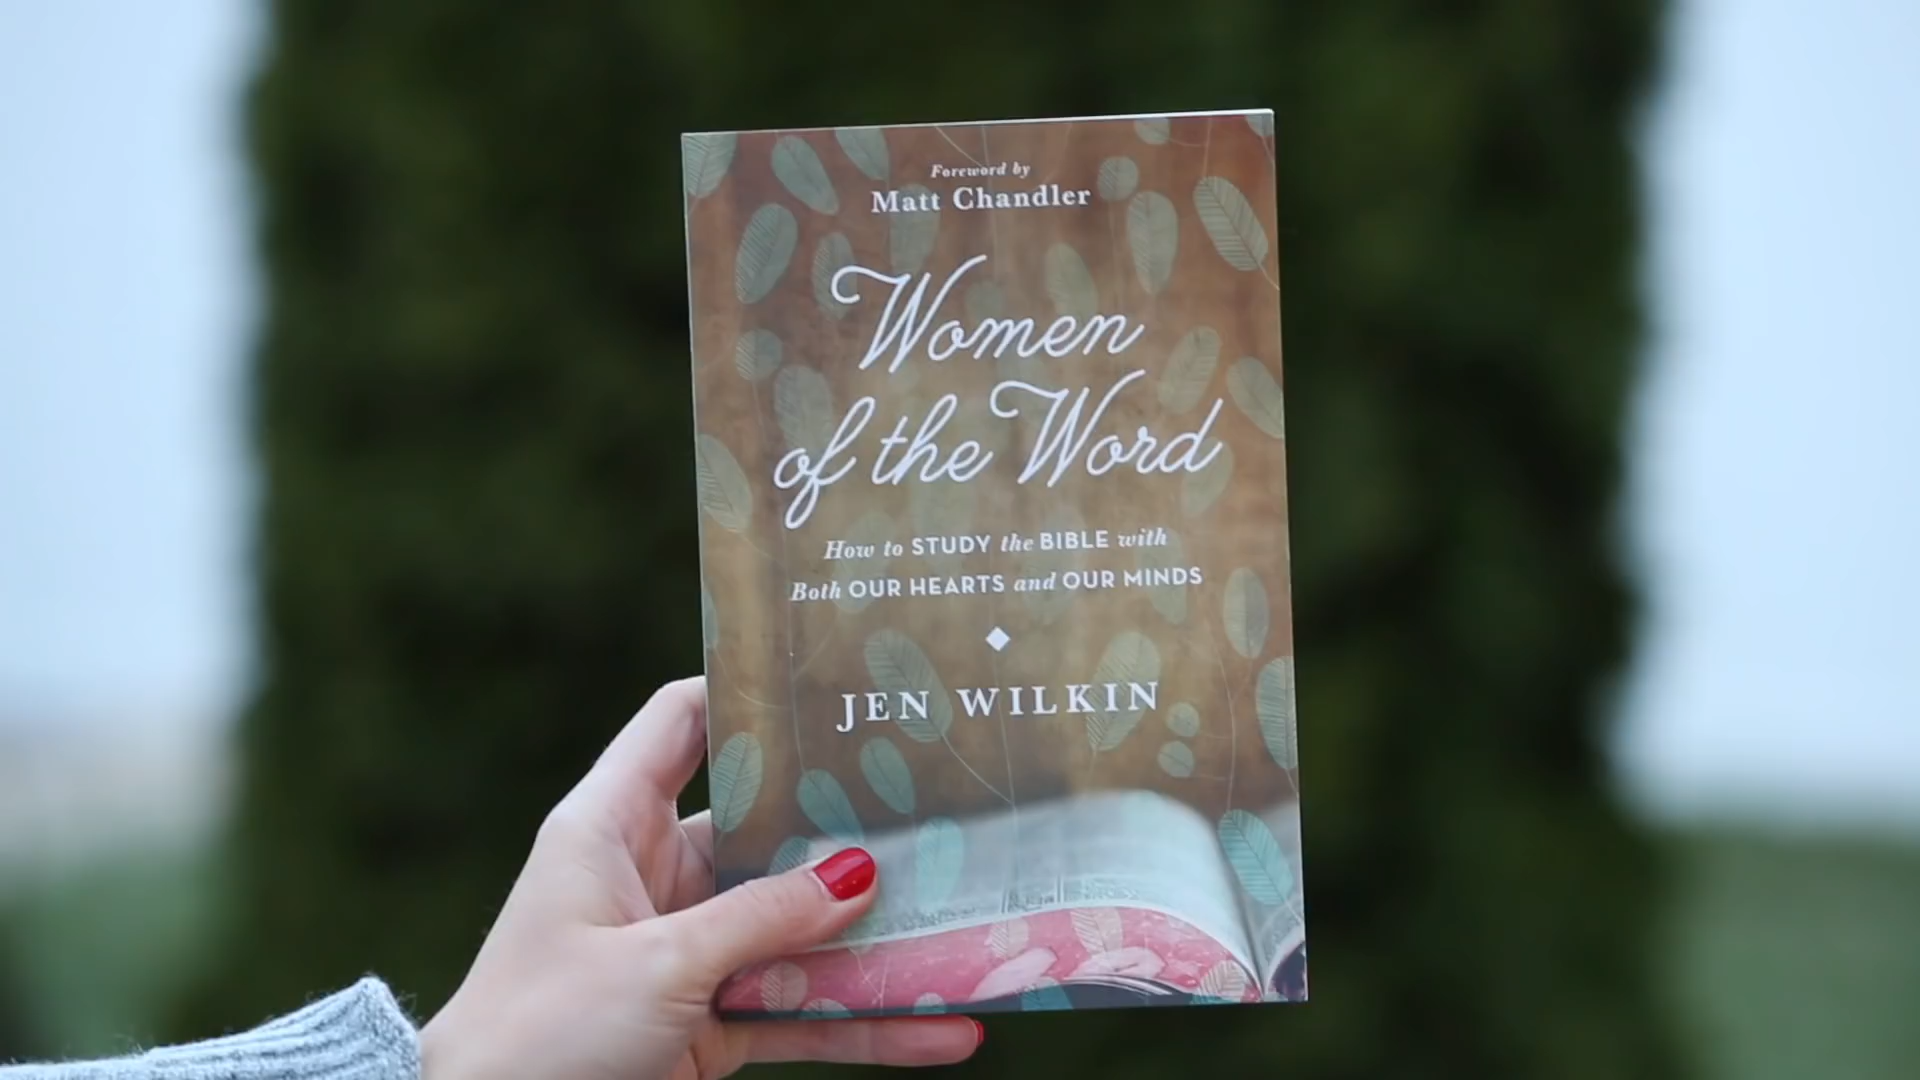 Foreword by
Matt Chandler
Women
of the Word
How to STUDY the BIBLE with
Both OUR HEARTS and OUR MINDS
JEN WILKIN